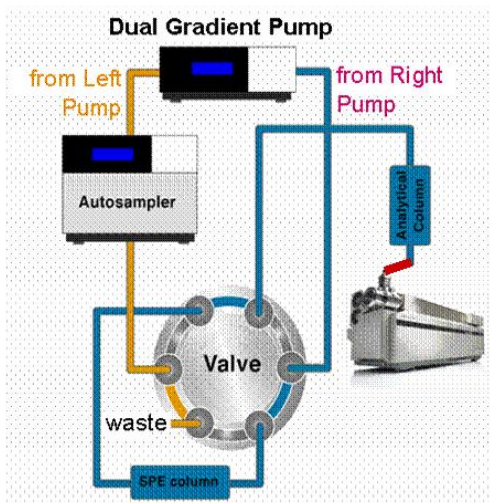 Dual Gradient Pump
from Left
Pump
from Right
Pump
Autosampler
Analytical
Column
Valve
waste
SPE column